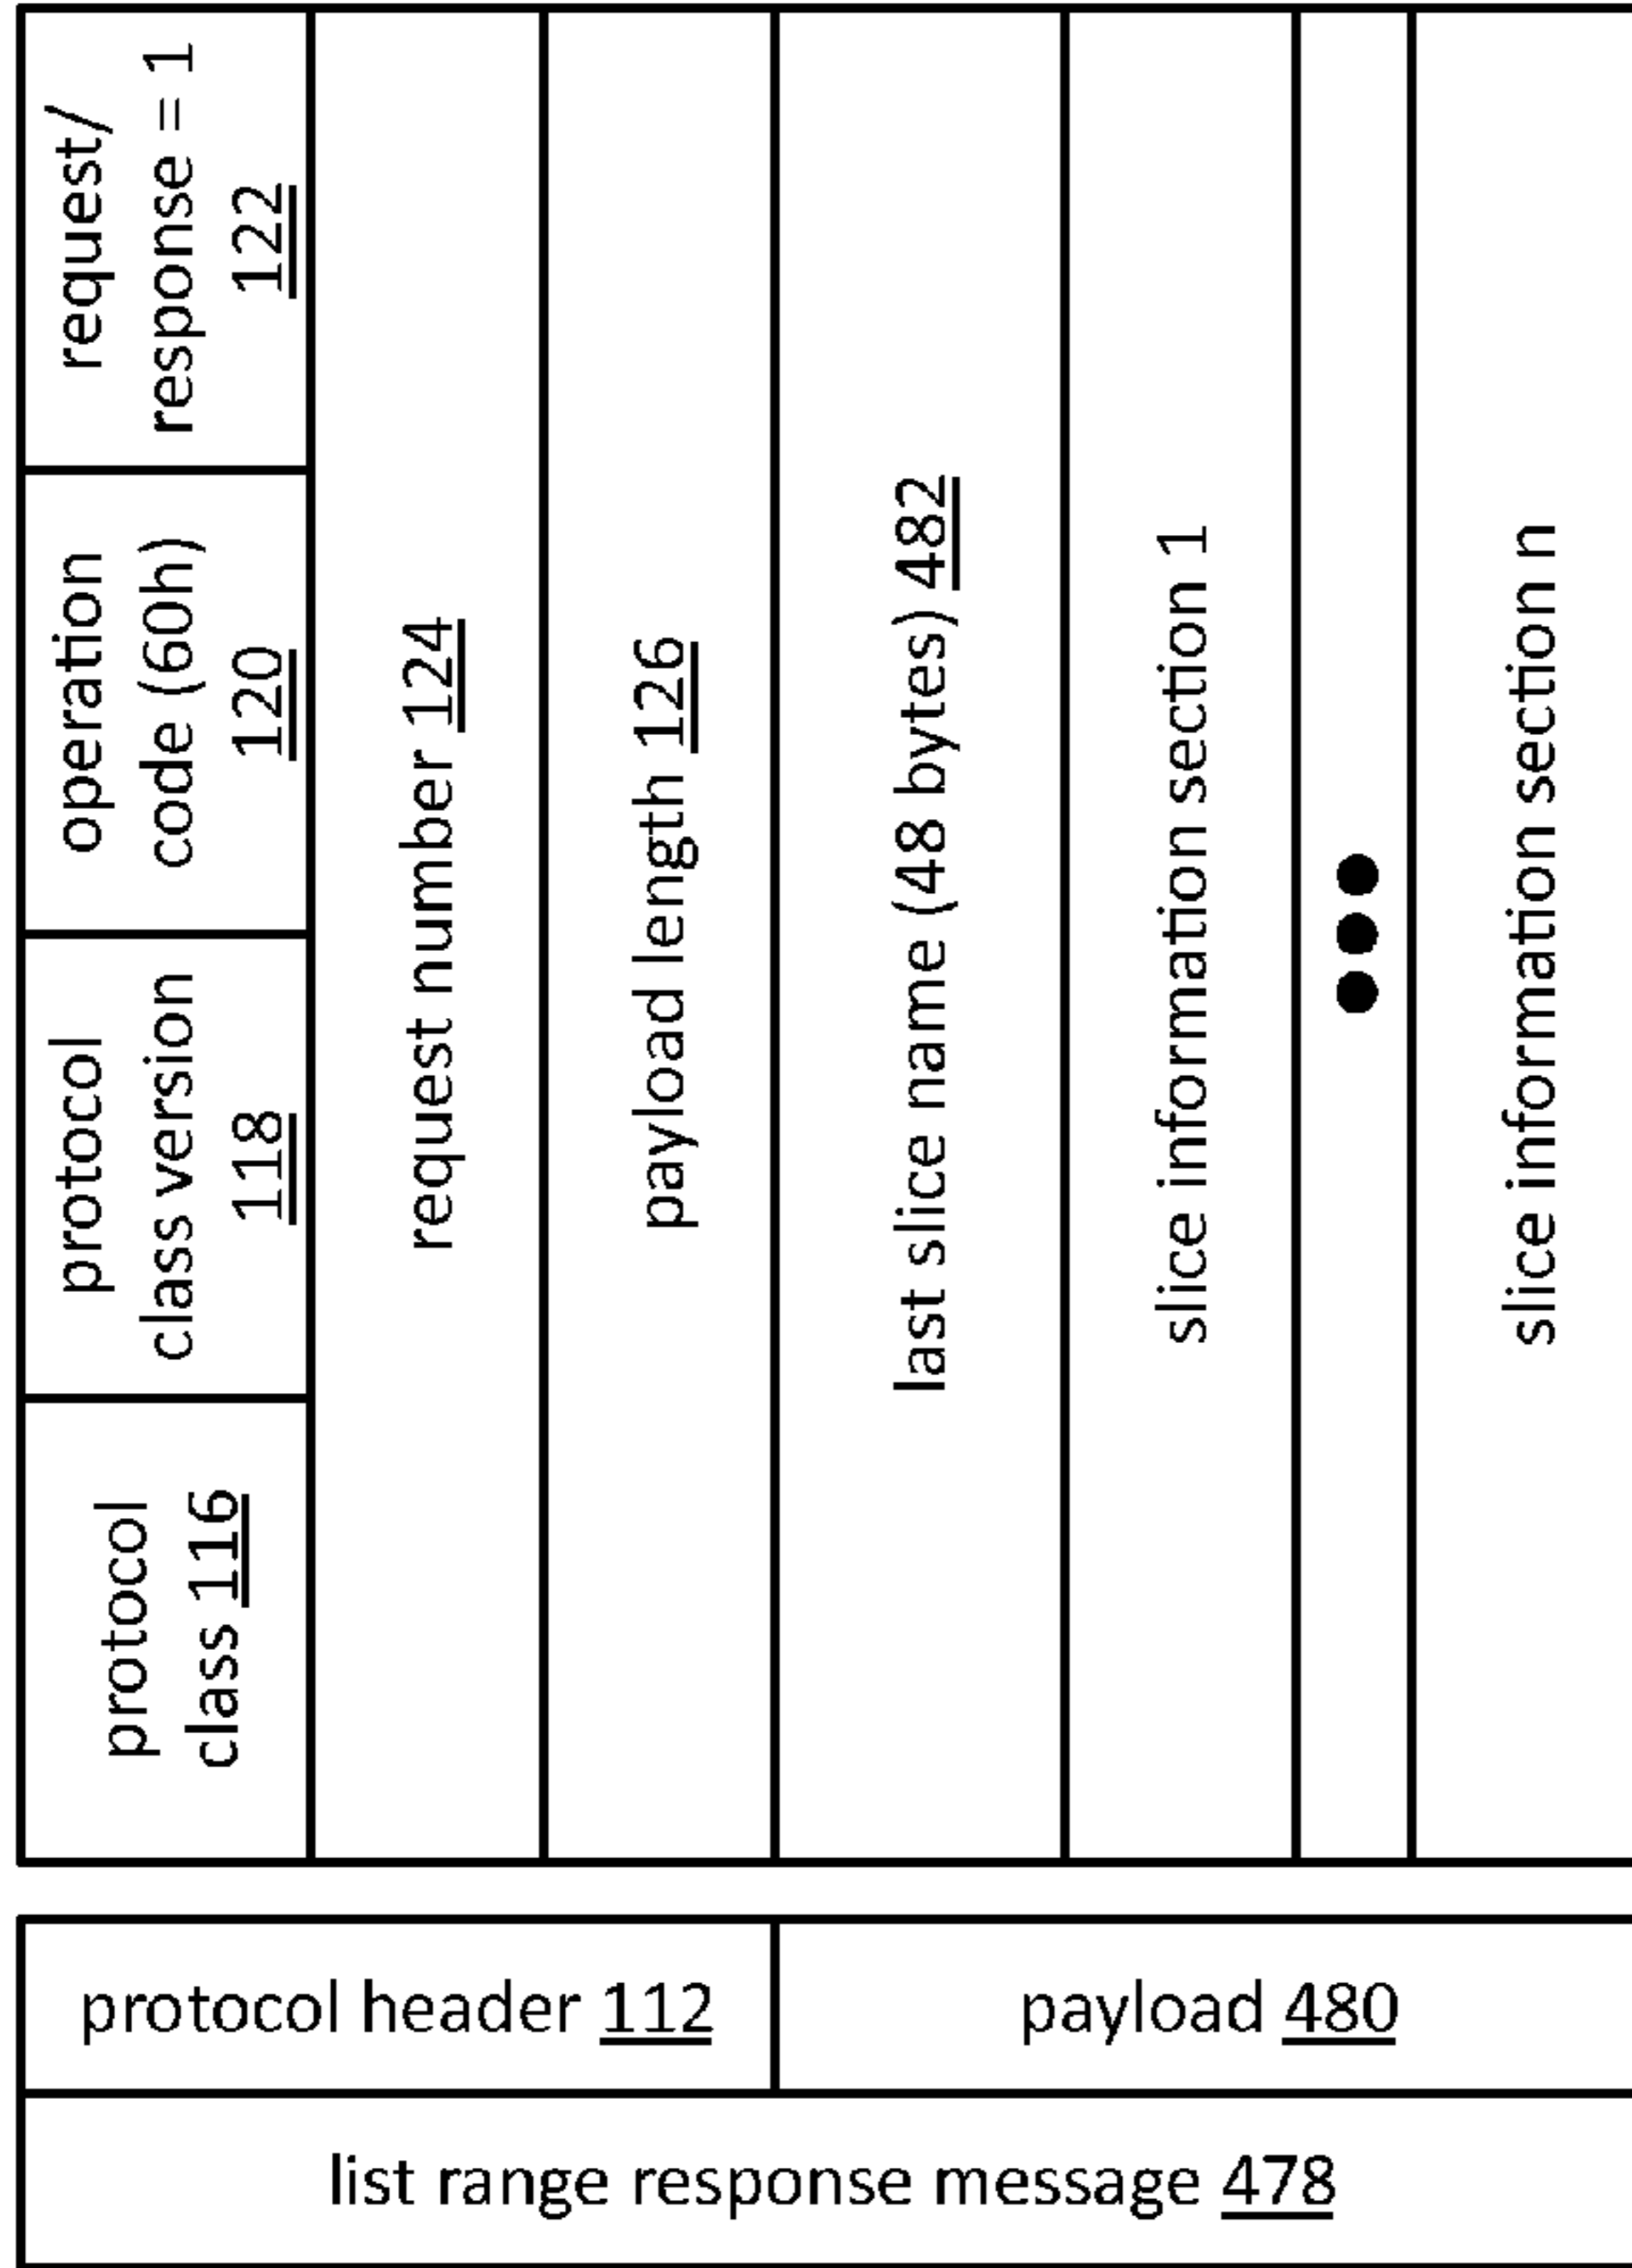 protocol
class 116
protocol
class version
118
operation
code (60h)
120
request/
response = 1
122
request number 124
payload length 126
last slice name (48 bytes) 482
slice information section 1
slice information section n
protocol header 112
payload 480
list range response message 478